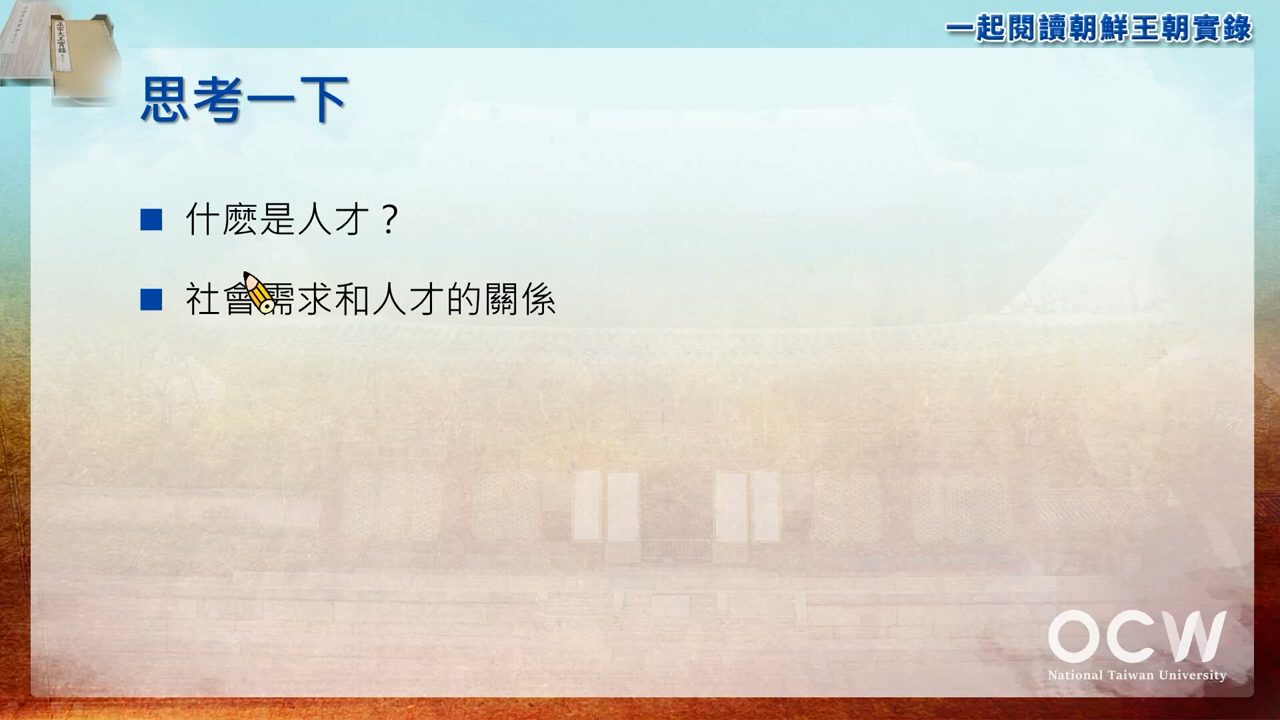 一起閱讀朝鮮王朝實錄
思考一下
什麽是人才？
社會需求和人才的關係
OCW
National Taiwan University